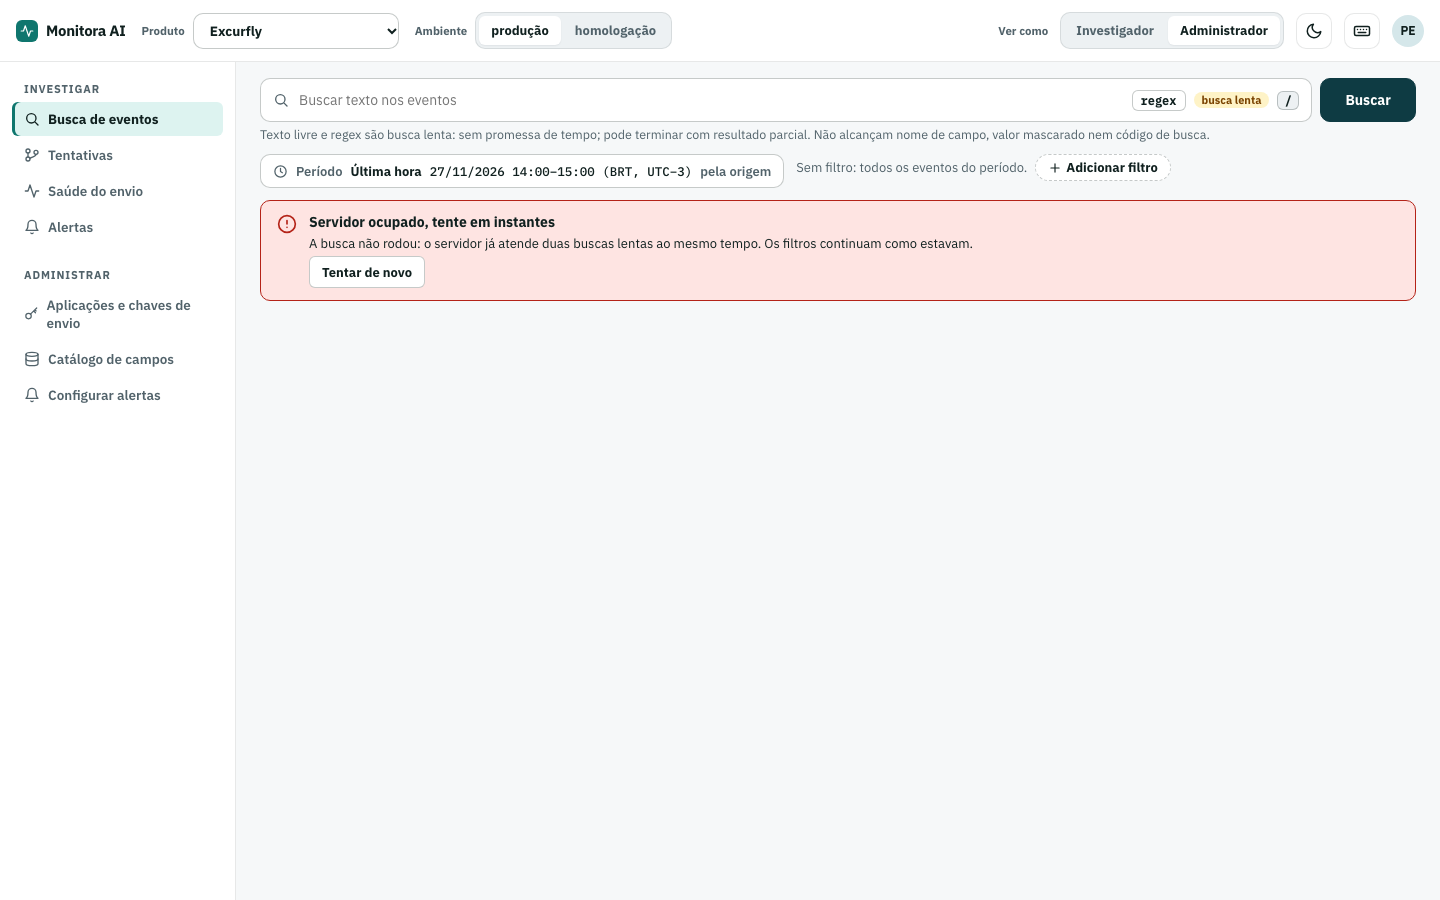 Monitora AI Produto Excurfly Ambiente produção homologação Ver como Investigador Administrador PE
INVESTIGAR
Busca de eventos
Tentativas
Saúde do envio
Alertas
ADMINISTRAR
Aplicações e chaves de
envio
Catálogo de campos
Configurar alertas
Buscar texto nos eventos regex busca lenta / Buscar
Texto livre e regex são busca lenta: sem promessa de tempo; pode terminar com resultado parcial. Não alcançam nome de campo, valor mascarado nem código de busca.
Período Última hora 27/11/2026 14:00–15:00 (BRT, UTC−3) pela origem Sem filtro: todos os eventos do período. + Adicionar filtro
Servidor ocupado, tente em instantes
A busca não rodou: o servidor já atende duas buscas lentas ao mesmo tempo. Os filtros continuam como estavam.
Tentar de novo